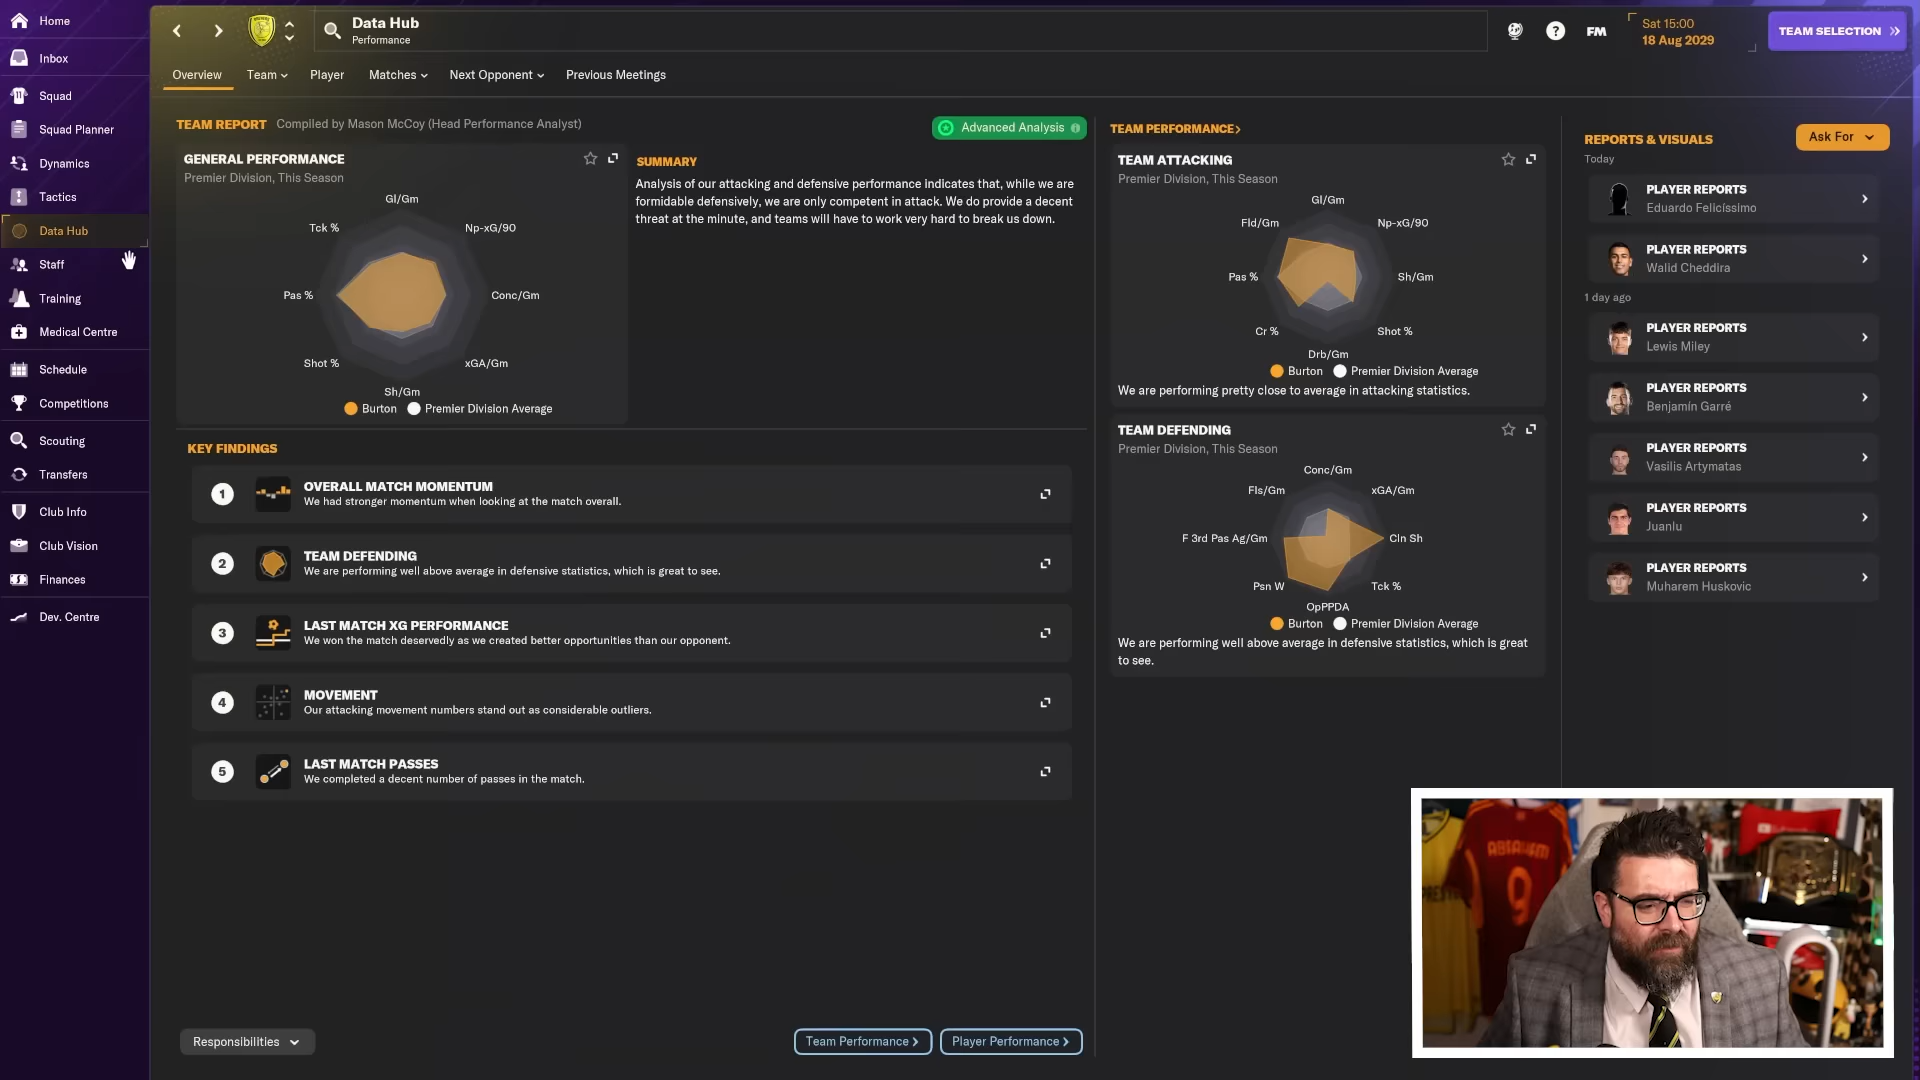 Home
Inbox
Squad
Squad Planner
Dynamics
Tactics
Data Hub
Staff
Training
Medical Centre
Schedule
Competitions
Scouting
Transfers
Club Info
Club Vision
Finances
Dev. Centre
Data Hub
Performance
FM
Sat 15:00
18 Aug 2029
TEAM SELECTION
Overview
Team
Player
Matches
Next Opponent
Previous Meetings
TEAM REPORT Compiled by Mason McCoy (Head Performance Analyst)
Advanced Analysis
GENERAL PERFORMANCE
Premier Division, This Season
Gl/Gm
Tck %
Np-xG/90
Pas %
Conc/Gm
Shot %
xGA/Gm
Sh/Gm
Burton
Premier Division Average
SUMMARY
Analysis of our attacking and defensive performance indicates that, while we are
formidable defensively, we are only competent in attack. We do provide a decent
threat at the minute, and teams will have to work very hard to break us down.
KEY FINDINGS
1
OVERALL MATCH MOMENTUM
We had stronger momentum when looking at the match overall.
2
TEAM DEFENDING
We are performing well above average in defensive statistics, which is great to see.
3
LAST MATCH XG PERFORMANCE
We won the match deservedly as we created better opportunities than our opponent.
4
MOVEMENT
Our attacking movement numbers stand out as considerable outliers.
5
LAST MATCH PASSES
We completed a decent number of passes in the match.
Responsibilities
Team Performance
Player Performance
TEAM PERFORMANCE
TEAM ATTACKING
Premier Division, This Season
Gl/Gm
Fld/Gm
Np-xG/90
Pas %
Sh/Gm
Cr %
Shot %
Drb/Gm
Burton
Premier Division Average
We are performing pretty close to average in attacking statistics.
TEAM DEFENDING
Premier Division, This Season
Conc/Gm
Fls/Gm
xGA/Gm
F 3rd Pas Ag/Gm
Cln Sh
Psn W
Tck %
OpPPDA
Burton
Premier Division Average
We are performing well above average in defensive statistics, which is great
to see.
REPORTS & VISUALS
Ask For
Today
PLAYER REPORTS
Eduardo Felicíssimo
PLAYER REPORTS
Walid Cheddira
1 day ago
PLAYER REPORTS
Lewis Miley
PLAYER REPORTS
Benjamín Garré
PLAYER REPORTS
Vasilis Artymatas
PLAYER REPORTS
Juanlu
PLAYER REPORTS
Muharem Huskovic
ABRAHAM
9